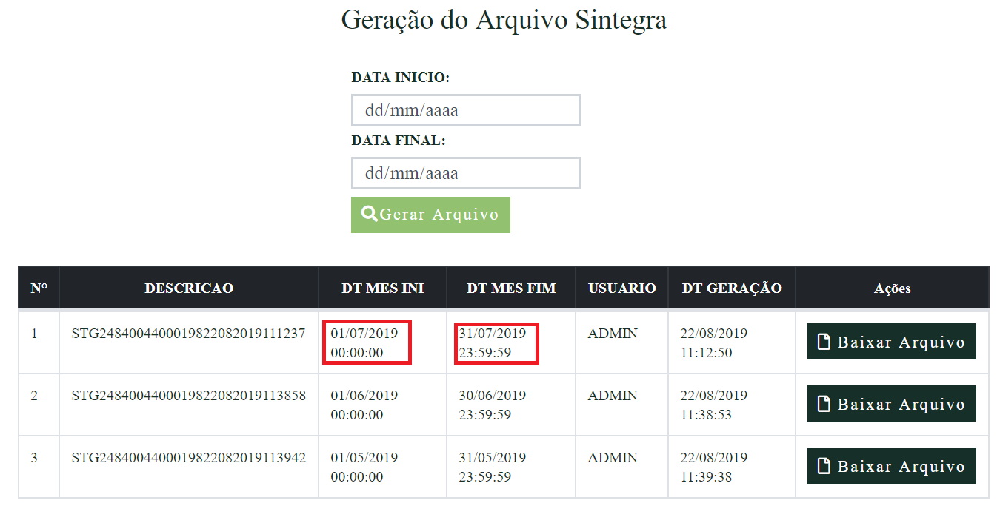 Geração do Arquivo Sintegra
DATA INICIO:
dd/mm/aaaa
DATA FINAL:
dd/mm/aaaa
Gerar Arquivo
Nº DESCRICAO DT MES INI DT MES FIM USUARIO DT GERAÇÃO Ações
1 STG2484004400019822082019111237 01/07/2019 31/07/2019 ADMIN 22/08/2019 Baixar Arquivo
00:00:00 23:59:59 11:12:50
2 STG2484004400019822082019113858 01/06/2019 30/06/2019 ADMIN 22/08/2019 Baixar Arquivo
00:00:00 23:59:59 11:38:53
3 STG2484004400019822082019113942 01/05/2019 31/05/2019 ADMIN 22/08/2019 Baixar Arquivo
00:00:00 23:59:59 11:39:38